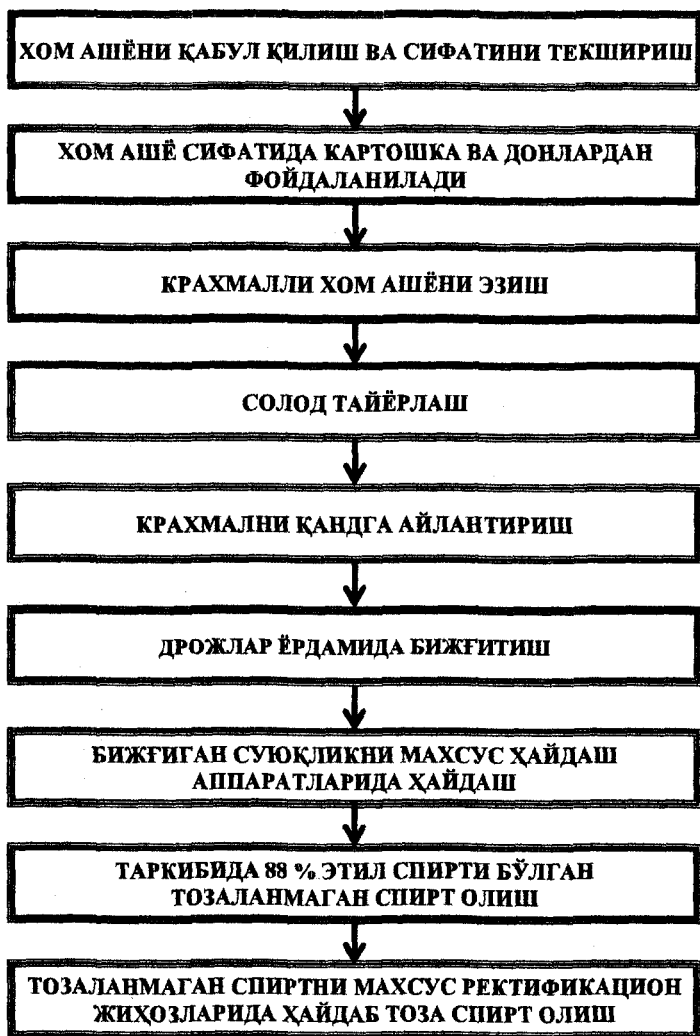 ХОМ АШЁНИ ҚАБУЛ ҚИЛИШ ВА СИФАТИНИ ТЕКШИРИШ
ХОМ АШЁ СИФАТИДА КАРТОШКА ВА ДОНЛАРДАН
ФОЙДАЛАНИЛАДИ
КРАХМАЛЛИ ХОМ АШЁНИ ЭЗИШ
СОЛОД ТАЙЁРЛАШ
КРАХМАЛНИ ҚАНДГА АЙЛАНТИРИШ
ДРОЖЛАР ЁРДАМИДА БИЖҒИТИШ
БИЖҒИГАН СУЮҚЛИКНИ МАХСУС ҲАЙДАШ
АППАРАТЛАРИДА ҲАЙДАШ
ТАРКИБИДА 88 % ЭТИЛ СПИРТИ БЎЛГАН
ТОЗАЛАНМАГАН СПИРТ ОЛИШ
ТОЗАЛАНМАГАН СПИРТНИ МАХСУС РЕКТИФИКАЦИОН
ЖИҲОЗЛАРИДА ҲАЙДАБ ТОЗА СПИРТ ОЛИШ